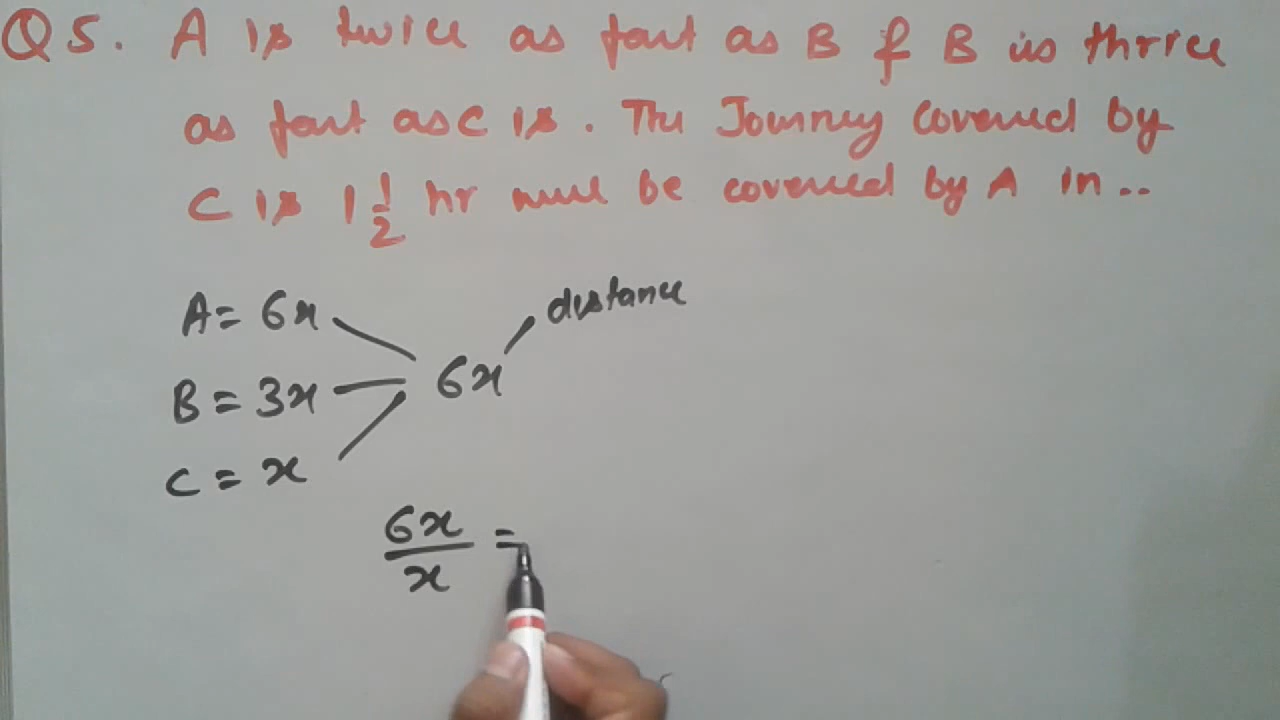 Q 5. A is twice as fast as B & B is thrice
as fast as C is. The Journey covered by
C is 1 1/2 hr will be covered by A in..
A = 6x
B = 3x
C = x
6x
distance
6x/x =